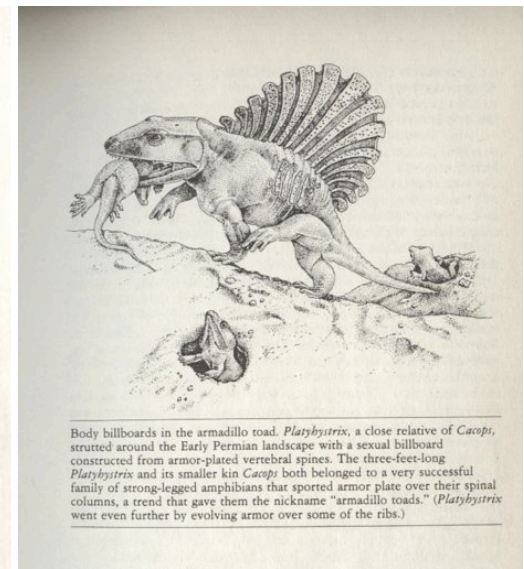 Body billboards in the armadillo toad. Platyhystrix, a close relative of Cacops,
strutted around the Early Permian landscape with a sexual billboard
constructed from armor-plated vertebral spines. The three-feet-long
Platyhystrix and its smaller kin Cacops both belonged to a very successful
family of strong-legged amphibians that sported armor plate over their spinal
columns, a trend that gave them the nickname "armadillo toads." (Platyhystrix
went even further by evolving armor over some of the ribs.)